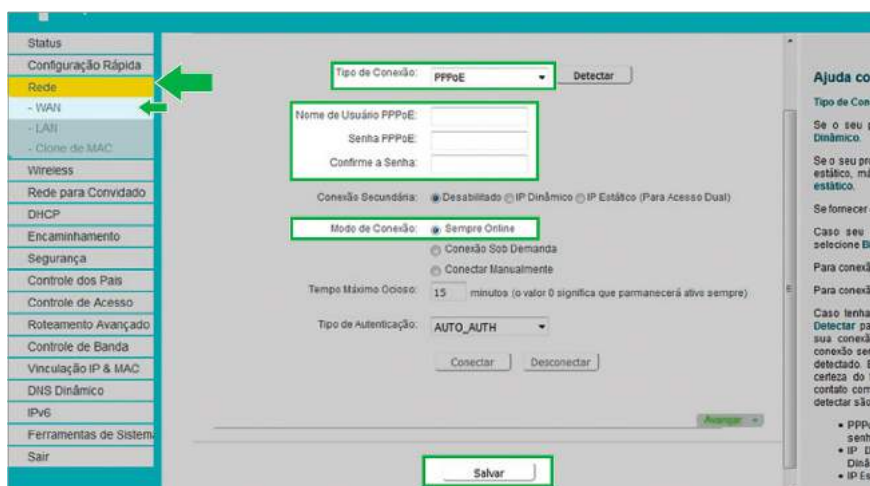 Status
Configuração Rápida
Rede
- WAN
- LAN
- Clone de MAC
Wireless
Rede para Convidado
DHCP
Encaminhamento
Segurança
Controle dos Pais
Controle de Acesso
Roteamento Avançado
Controle de Banda
Vinculação IP & MAC
DNS Dinâmico
IPv6
Ferramentas de Sistem
Sair
Tipo de Conexão: PPPoE Detectar
Nome de Usuário PPPoE:
Senha PPPoE:
Confirme a Senha:
Conexão Secundária: Desabilitado IP Dinâmico IP Estático (Para Acesso Dual)
Modo de Conexão: Sempre Online
Conexão Sob Demanda
Conectar Manualmente
Tempo Máximo Ocioso: 15 minutos (o valor 0 significa que parmanecerá ativo sempre)
Tipo de Autenticação: AUTO_AUTH
Conectar Desconectar
Avançar
Salvar
Ajuda co
Tipo de Con
Se o seu p
Dinâmico.
Se o seu pro
estático, má
estático.
Se fornecer
Caso seu
selecione B
Para conexã
Para conexã
Caso tenha
Detectar pa
sua conexã
conexão ser
detectado. E
certeza do
contato com
detectar são
• PPPo
senh
• IP D
Dinâ
• IP Es